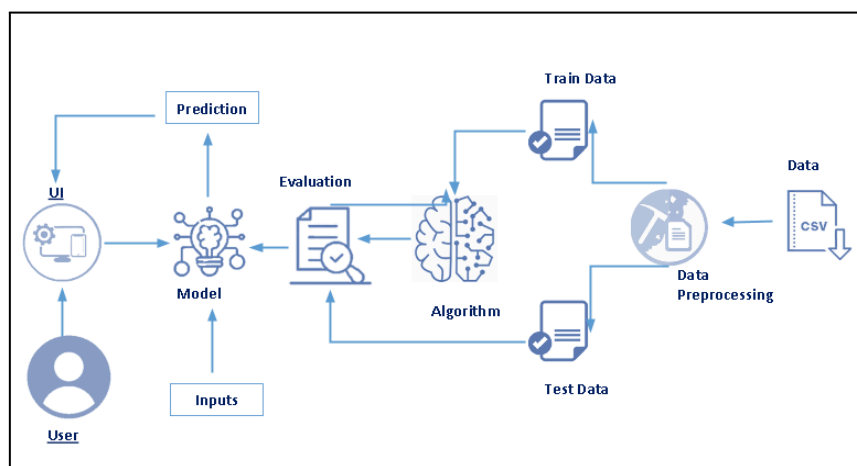 Train Data
Prediction
Data
Evaluation
UI
CSV
Data
Preprocessing
Model
Algorithm
Inputs
Test Data
User